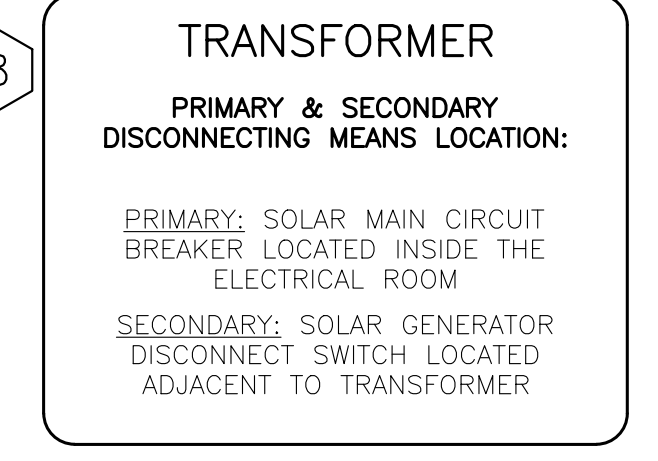 TRANSFORMER
PRIMARY & SECONDARY
DISCONNECTING MEANS LOCATION:
PRIMARY: SOLAR MAIN CIRCUIT
BREAKER LOCATED INSIDE THE
ELECTRICAL ROOM
SECONDARY: SOLAR GENERATOR
DISCONNECT SWITCH LOCATED
ADJACENT TO TRANSFORMER